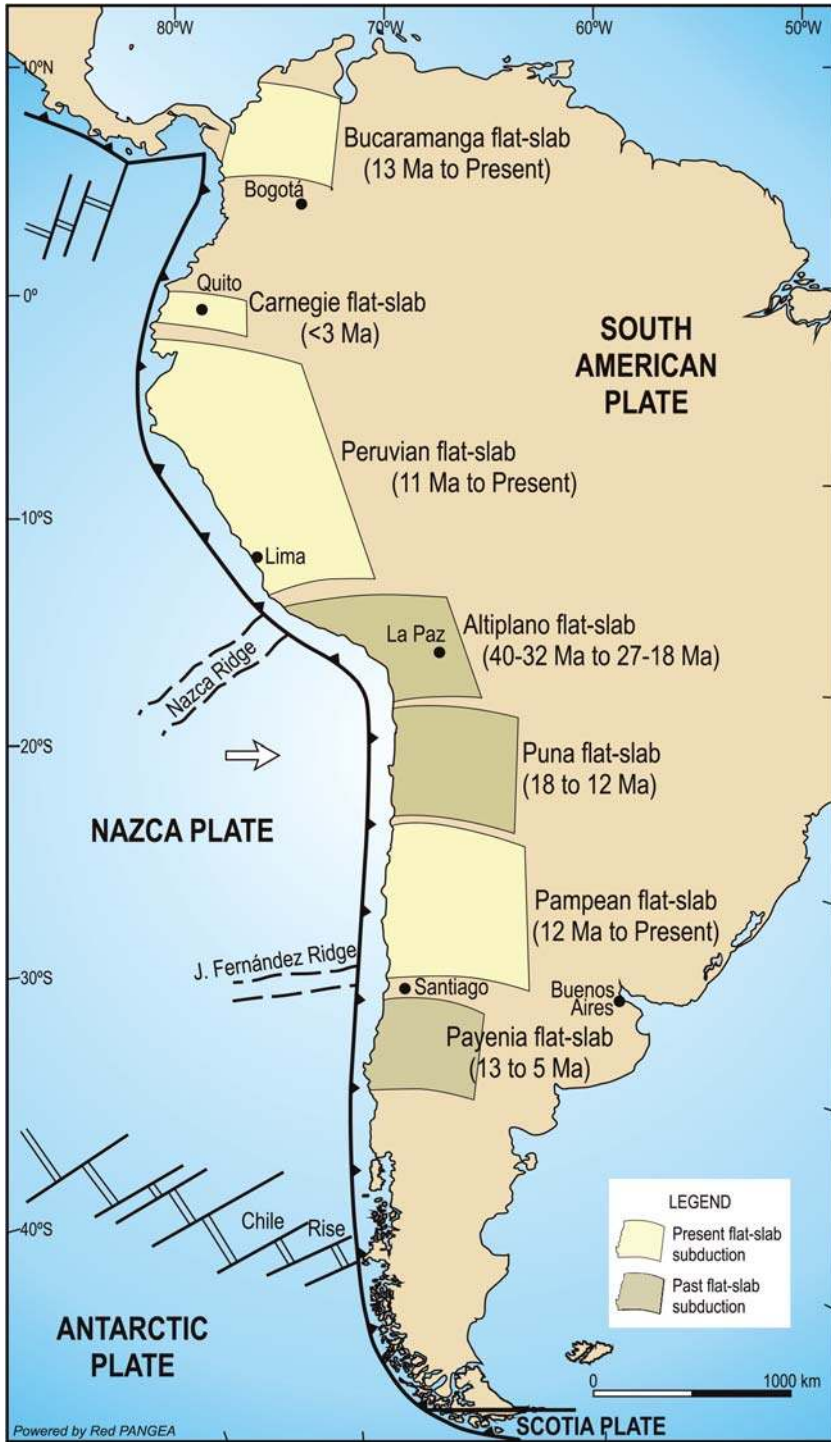 80ºW
70ºW
60ºW
50ºW
10ºN
Bucaramanga flat-slab
(13 Ma to Present)
Bogotá
0º
Quito
Carnegie flat-slab
(<3 Ma)
SOUTH
AMERICAN
PLATE
Peruvian flat-slab
(11 Ma to Present)
10ºS
Lima
Altiplano flat-slab
(40-32 Ma to 27-18 Ma)
La Paz
Nazca Ridge
20ºS
Puna flat-slab
(18 to 12 Ma)
NAZCA PLATE
Pampean flat-slab
(12 Ma to Present)
J. Fernández Ridge
30ºS
Santiago
Buenos
Aires
Payenia flat-slab
(13 to 5 Ma)
40ºS
Chile Rise
LEGEND
Present flat-slab
subduction
Past flat-slab
subduction
ANTARCTIC
PLATE
0
1000 km
SCOTIA PLATE
Powered by Red PANGEA